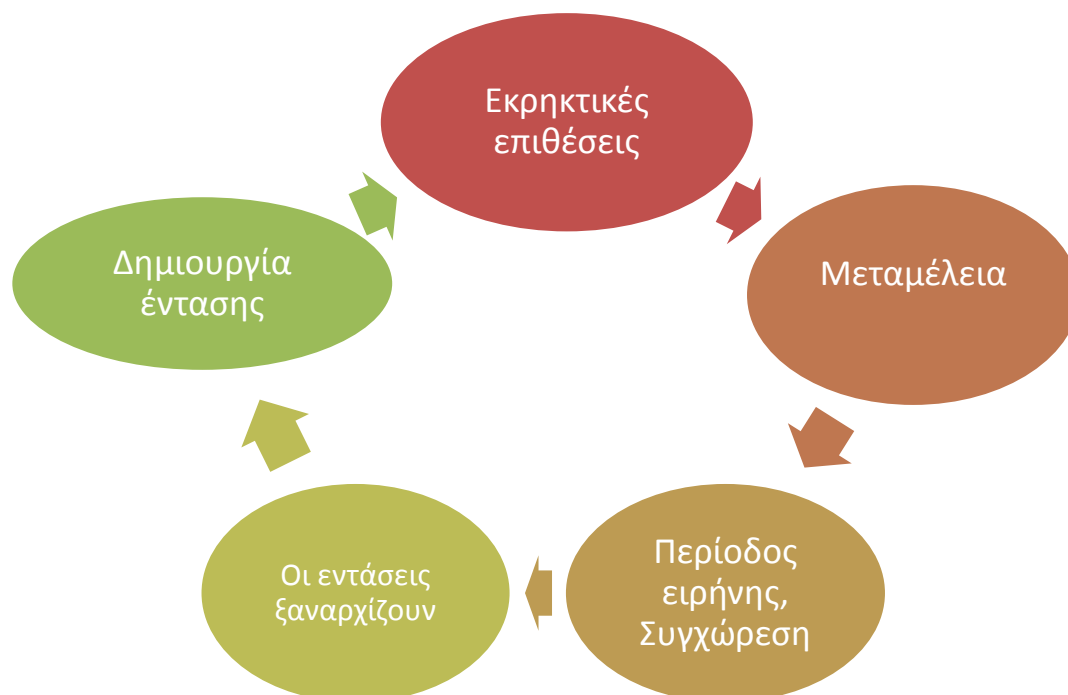 Εκρηκτικές
επιθέσεις
Μεταμέλεια
Περίοδος
ειρήνης,
Συγχώρεση
Οι εντάσεις
ξαναρχίζουν
Δημιουργία
έντασης